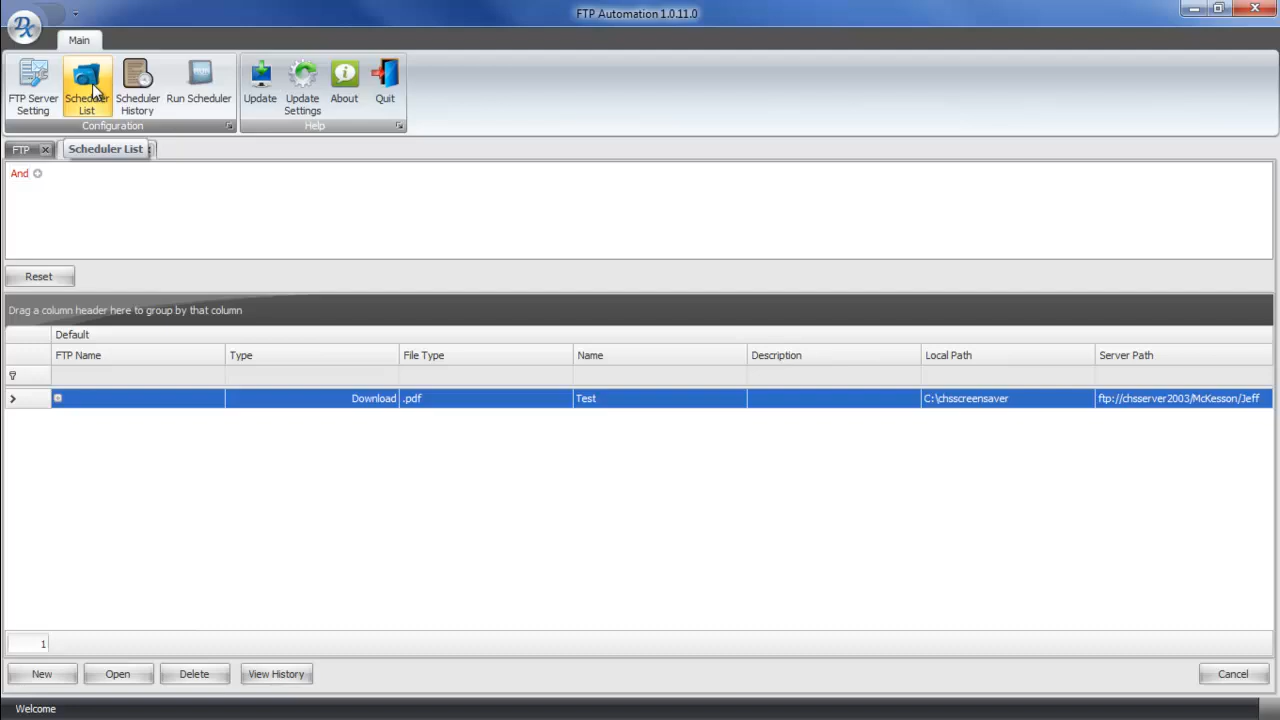 FTP Automation 1.0.11.0
Main
FTP Server Setting
Scheduler List
Scheduler History
Run Scheduler
Update
Update Settings
About
Quit
Configuration
Help
FTP
Scheduler List
And
Reset
Drag a column header here to group by that column
Default
FTP Name Type File Type Name Description Local Path Server Path
Download .pdf Test C:\chsscreensaver ftp://chsserver2003/McKesson/Jeff
1
New Open Delete View History Cancel
Welcome